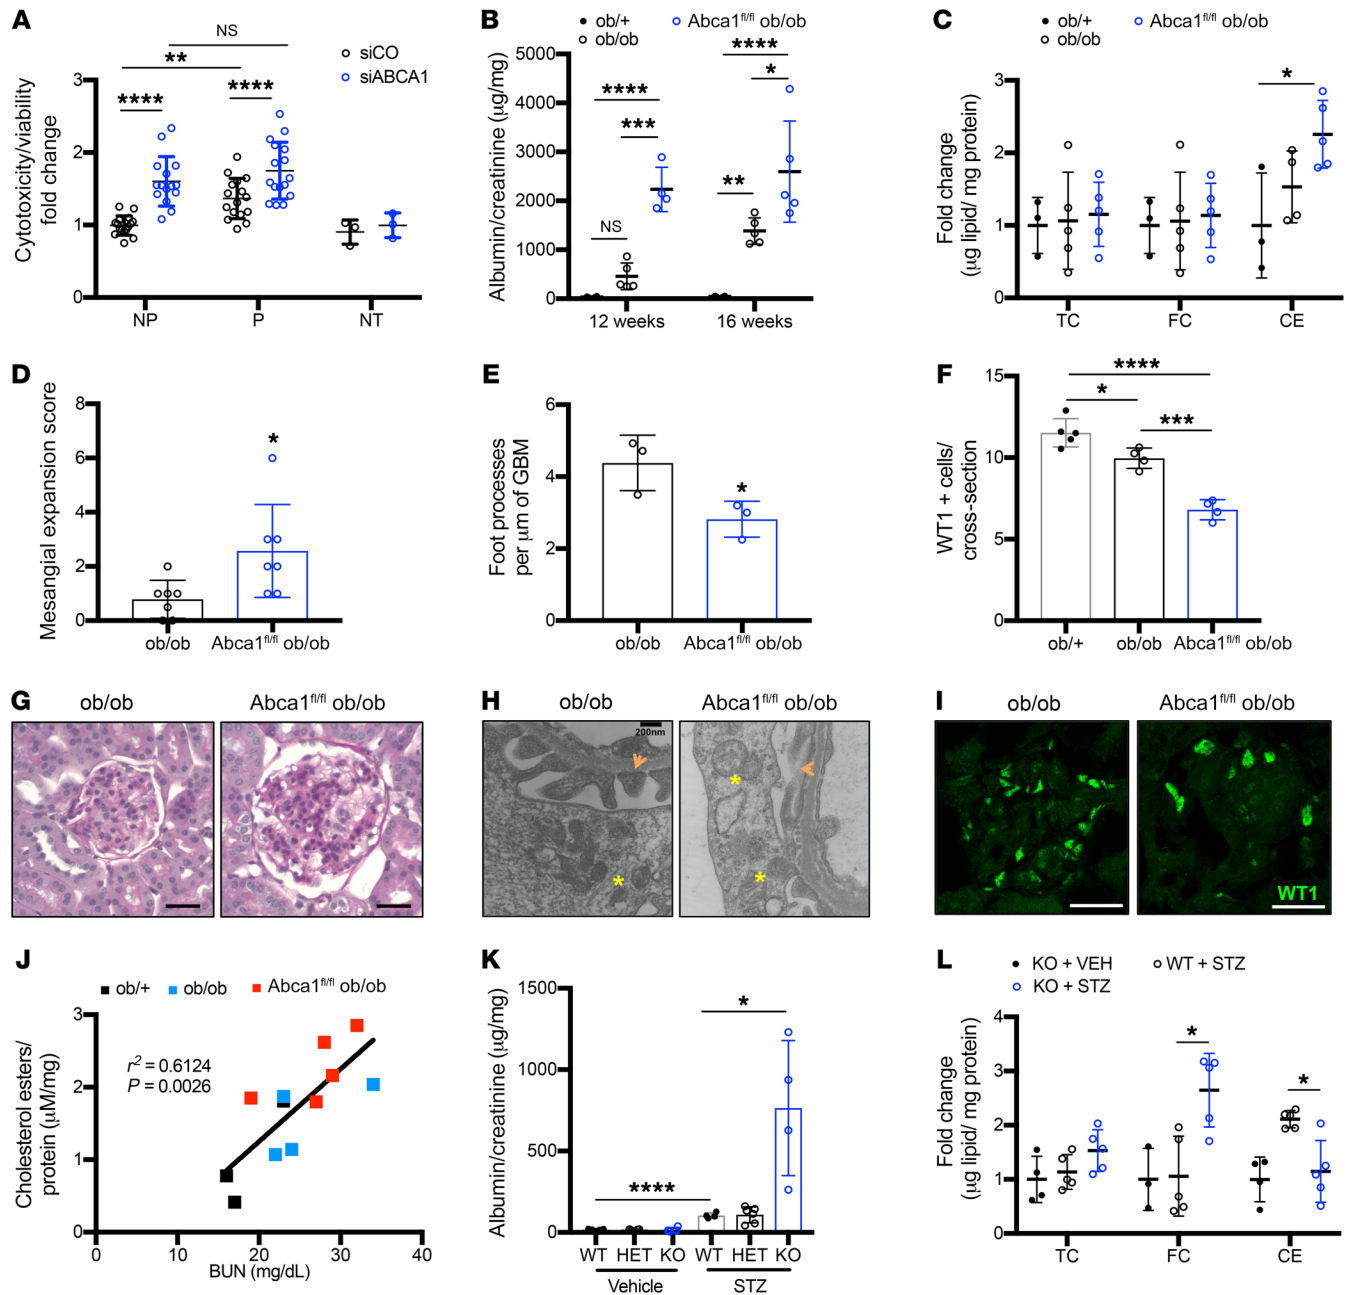 A
NS
**
****
****
siCO
siABCA1
Cytotoxicity/viability
fold change
3
2
1
0
NP
P
NT
B
ob/+
ob/ob
Abca1fl/fl ob/ob
Albumin/creatinine (µg/mg)
5000
4000
3000
2000
1000
0
****
***
NS
****
*
**
12 weeks
16 weeks
C
ob/+
ob/ob
Abca1fl/fl ob/ob
Fold change
(µg lipid/ mg protein)
3
2
1
0
*
TC
FC
CE
D
Mesangial expansion score
8
6
4
2
0
*
ob/ob
Abca1fl/fl ob/ob
E
Foot processes
per µm of GBM
6
4
2
0
*
ob/ob
Abca1fl/fl ob/ob
F
WT1 + cells/
cross-section
15
10
5
0
****
*
***
ob/+
ob/ob
Abca1fl/fl ob/ob
G
ob/ob
Abca1fl/fl ob/ob
H
ob/ob
Abca1fl/fl ob/ob
200nm
*
*
*
I
ob/ob
Abca1fl/fl ob/ob
WT1
J
ob/+
ob/ob
Abca1fl/fl ob/ob
Cholesterol esters/
protein (µM/mg)
r2 = 0.6124
P = 0.0026
3
2
1
0
0
10
20
30
40
BUN (mg/dL)
K
Albumin/creatinine (µg/mg)
1500
1000
500
0
****
*
WT
HET
KO
WT
HET
KO
Vehicle
STZ
L
KO + VEH
WT + STZ
KO + STZ
Fold change
(µg lipid/ mg protein)
4
3
2
1
0
*
*
TC
FC
CE